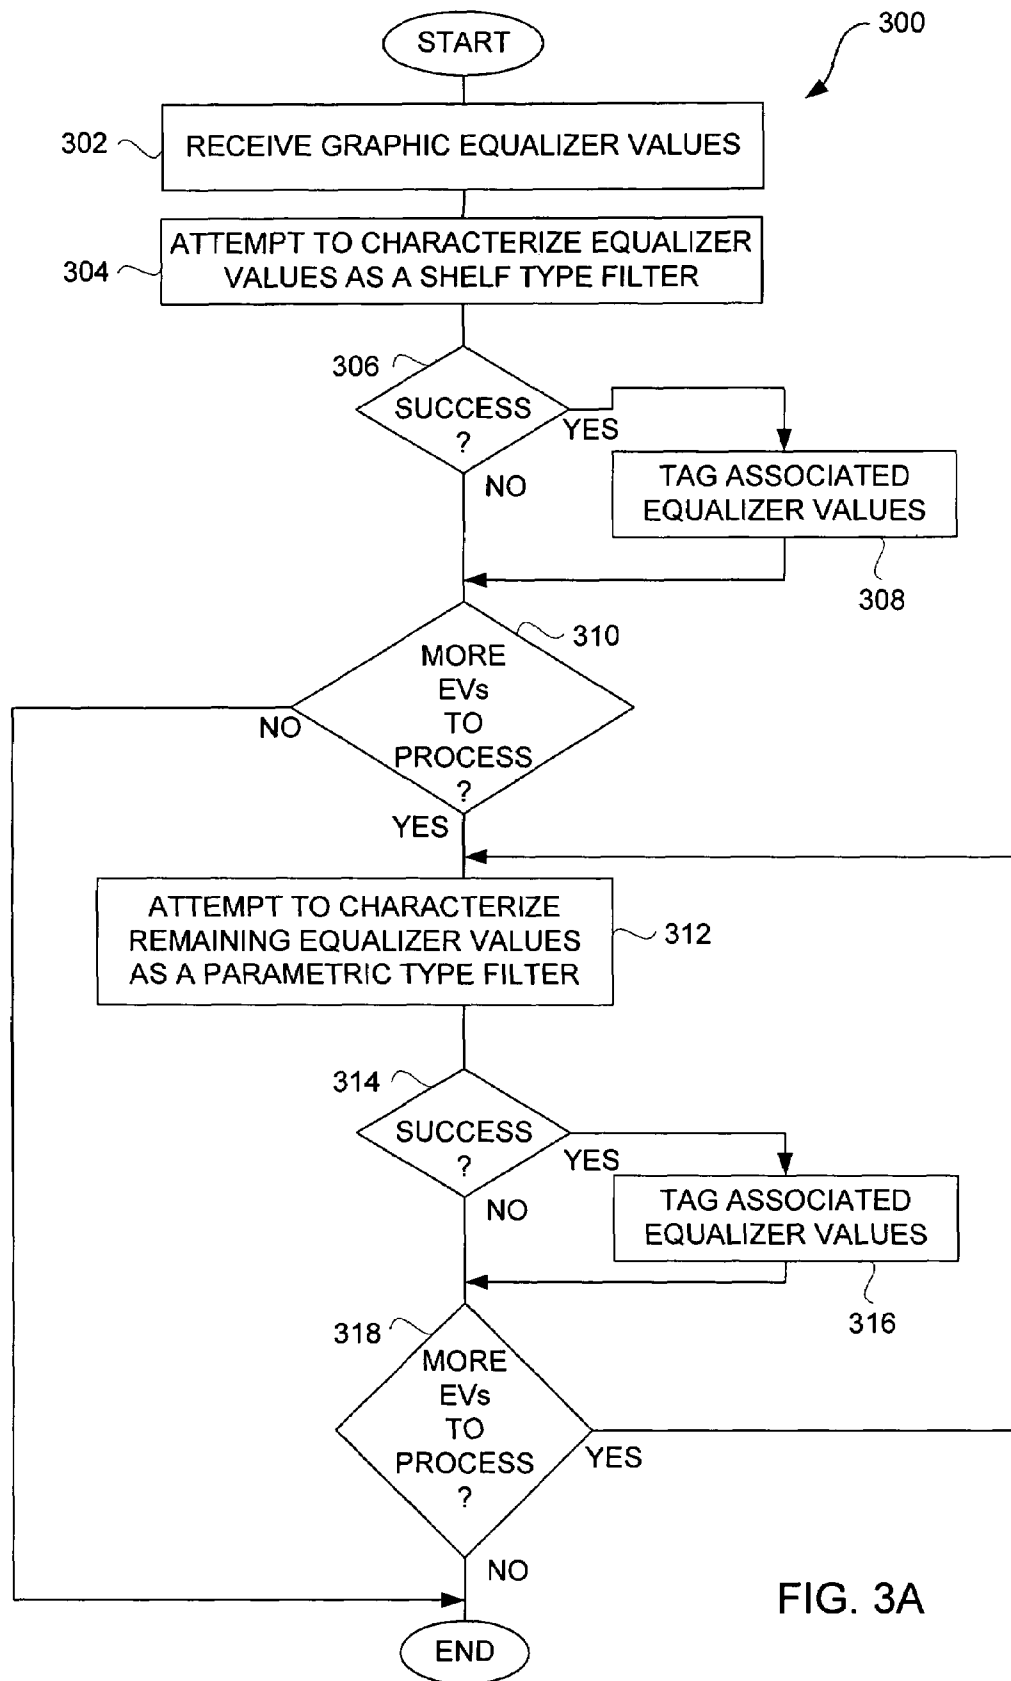 START
300
302
RECEIVE GRAPHIC EQUALIZER VALUES
304
ATTEMPT TO CHARACTERIZE EQUALIZER
VALUES AS A SHELF TYPE FILTER
306
SUCCESS
?
YES
NO
TAG ASSOCIATED
EQUALIZER VALUES
308
310
MORE
EVs
TO
PROCESS
?
NO
YES
ATTEMPT TO CHARACTERIZE
REMAINING EQUALIZER VALUES
AS A PARAMETRIC TYPE FILTER
312
314
SUCCESS
?
YES
NO
TAG ASSOCIATED
EQUALIZER VALUES
316
318
MORE
EVs
TO
PROCESS
?
YES
NO
END
FIG. 3A